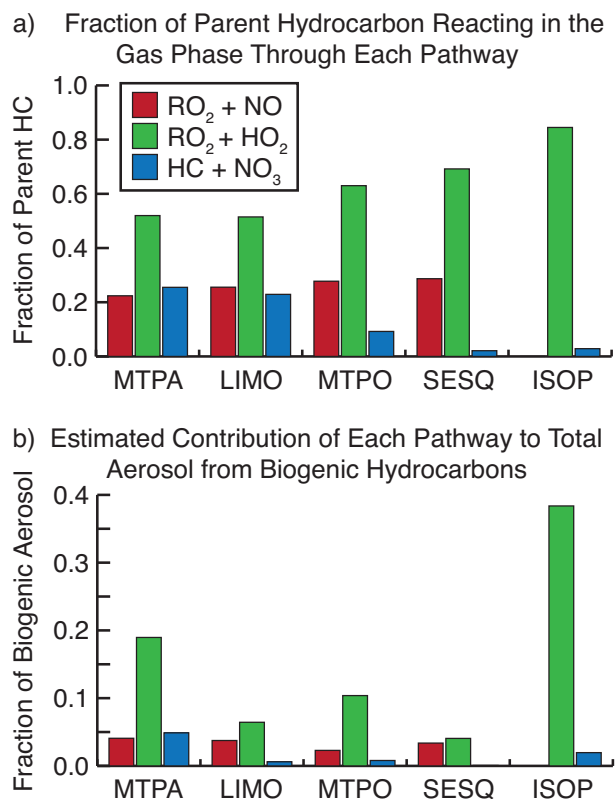 a) Fraction of Parent Hydrocarbon Reacting in the
Gas Phase Through Each Pathway
Fraction of Parent HC
1.0
0.8
0.6
0.4
0.2
0.0
RO₂ + NO
RO₂ + HO₂
HC + NO₃
MTPA LIMO MTPO SESQ ISOP
b) Estimated Contribution of Each Pathway to Total
Aerosol from Biogenic Hydrocarbons
Fraction of Biogenic Aerosol
0.4
0.3
0.2
0.1
0.0
MTPA LIMO MTPO SESQ ISOP